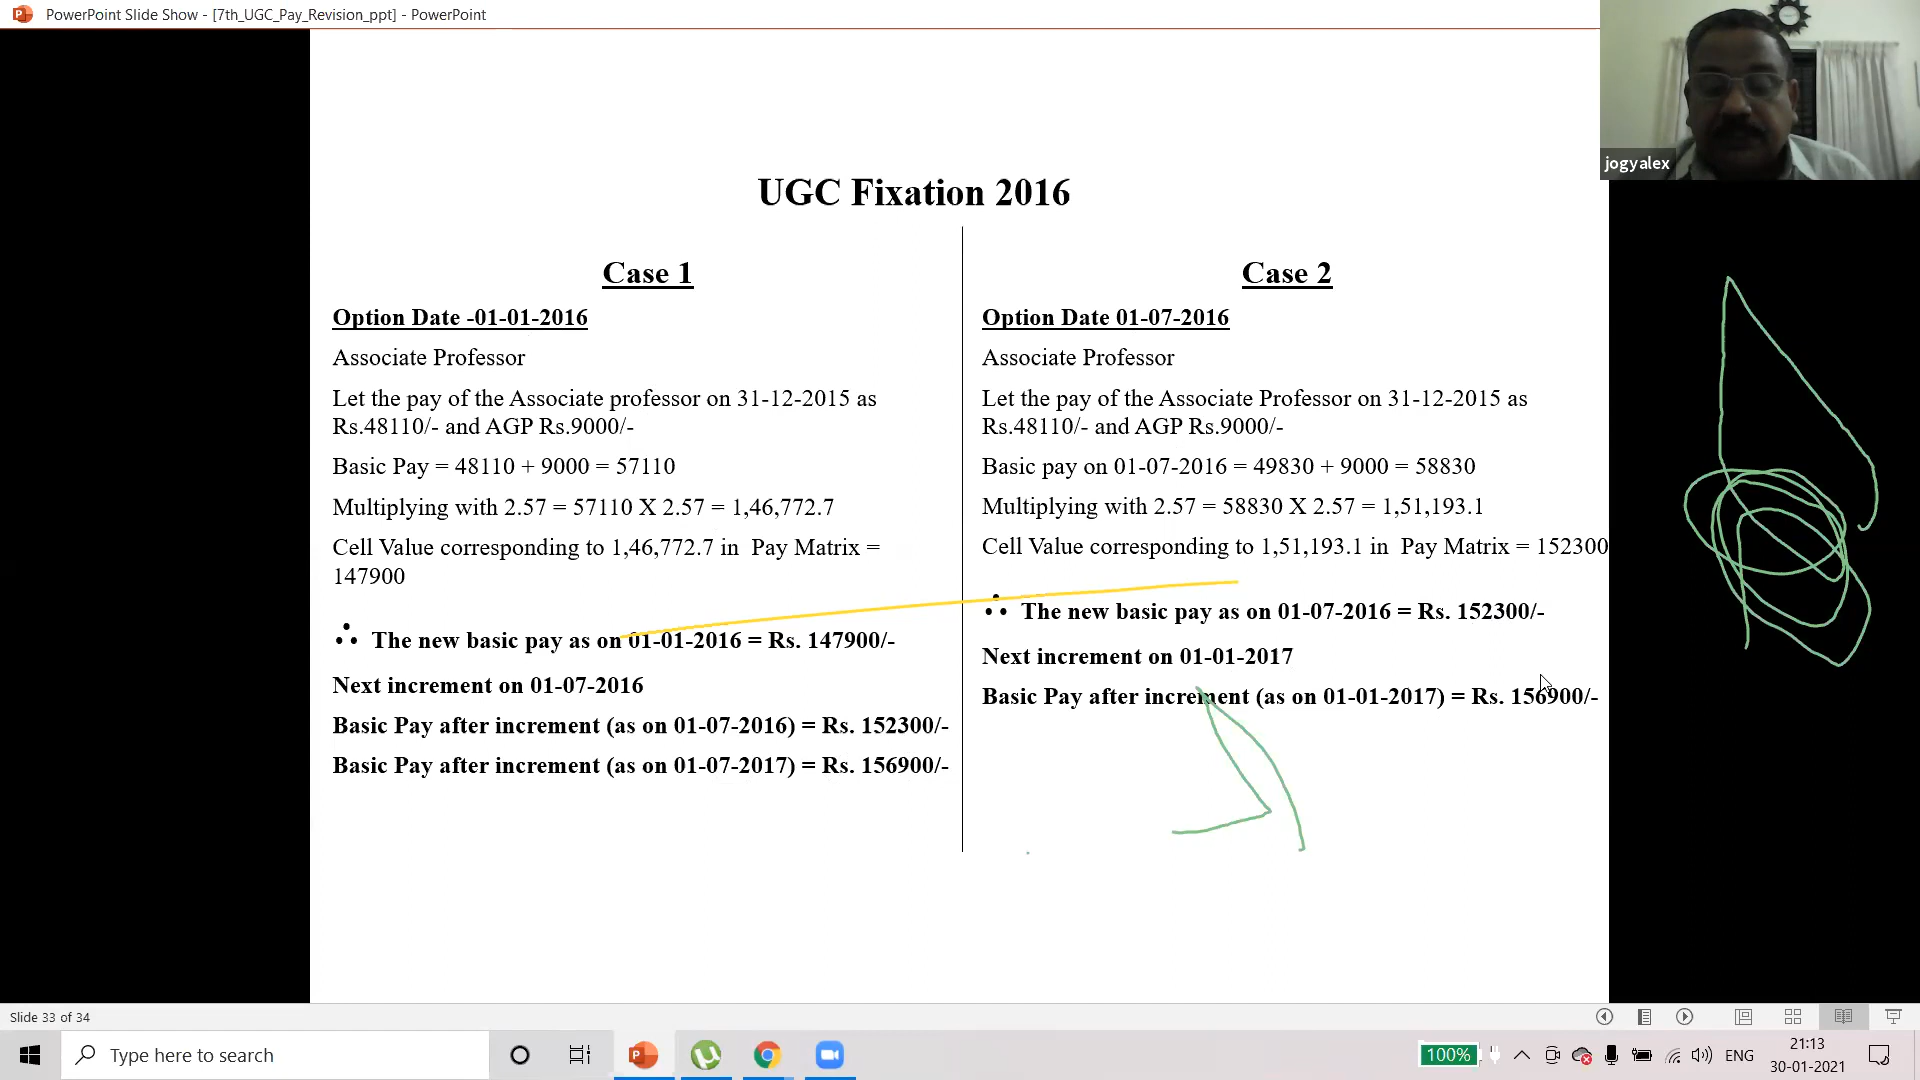 PowerPoint Slide Show - [7th_UGC_Pay_Revision_ppt] - PowerPoint
jogyalex
UGC Fixation 2016
Case 1
Option Date -01-01-2016
Associate Professor
Let the pay of the Associate professor on 31-12-2015 as
Rs.48110/- and AGP Rs.9000/-
Basic Pay = 48110 + 9000 = 57110
Multiplying with 2.57 = 57110 X 2.57 = 1,46,772.7
Cell Value corresponding to 1,46,772.7 in Pay Matrix =
147900
∴ The new basic pay as on 01-01-2016 = Rs. 147900/-
Next increment on 01-07-2016
Basic Pay after increment (as on 01-07-2016) = Rs. 152300/-
Basic Pay after increment (as on 01-07-2017) = Rs. 156900/-
Case 2
Option Date 01-07-2016
Associate Professor
Let the pay of the Associate Professor on 31-12-2015 as
Rs.48110/- and AGP Rs.9000/-
Basic pay on 01-07-2016 = 49830 + 9000 = 58830
Multiplying with 2.57 = 58830 X 2.57 = 1,51,193.1
Cell Value corresponding to 1,51,193.1 in Pay Matrix = 152300
∴ The new basic pay as on 01-07-2016 = Rs. 152300/-
Next increment on 01-01-2017
Basic Pay after increment (as on 01-01-2017) = Rs. 156900/-
Slide 33 of 34
Type here to search
100%
ENG
21:13
30-01-2021